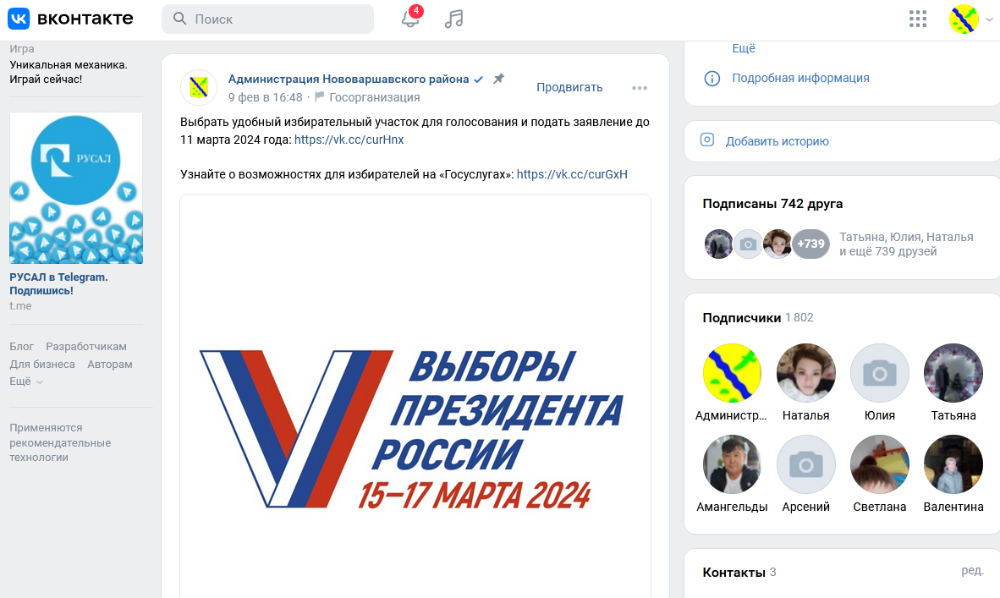 вконтакте
Поиск
4
Игра
Уникальная механика.
Играй сейчас!
РУСАЛ
РУСАЛ в Telegram.
Подпишись!
t.me
Блог Разработчикам
Для бизнеса Авторам
Ещё
Применяются
рекомендательные
технологии
Администрация Нововаршавского района
9 фев в 16:48 · Госорганизация
Продвигать
Выбрать удобный избирательный участок для голосования и подать заявление до
11 марта 2024 года: https://vk.cc/curHnx
Узнайте о возможностях для избирателей на «Госуслугах»: https://vk.cc/curGxH
ВЫБОРЫ
ПРЕЗИДЕНТА
РОССИИ
15–17 МАРТА 2024
Ещё
Подробная информация
Добавить историю
Подписаны 742 друга
+739
Татьяна, Юлия, Наталья
и ещё 739 друзей
Подписчики 1 802
Администр... Наталья Юлия Татьяна
Амангельды Арсений Светлана Валентина
Контакты 3
ред.